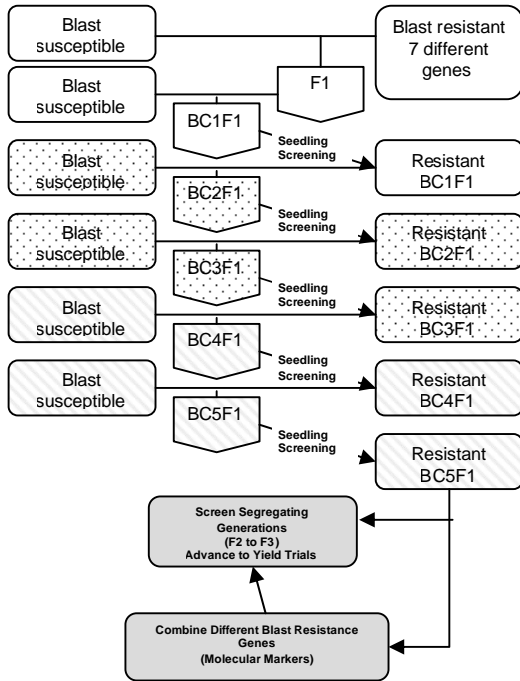 Blast
susceptible
Blast resistant
7 different
genes
Blast
susceptible
F1
BC1F1
Seedling
Screening
Blast
susceptible
Resistant
BC1F1
BC2F1
Seedling
Screening
Blast
susceptible
Resistant
BC2F1
BC3F1
Seedling
Screening
Blast
susceptible
Resistant
BC3F1
BC4F1
Seedling
Screening
Blast
susceptible
Resistant
BC4F1
BC5F1
Seedling
Screening
Resistant
BC5F1
Screen Segregating
Generations
(F2 to F3)
Advance to Yield Trials
Combine Different Blast Resistance
Genes
(Molecular Markers)